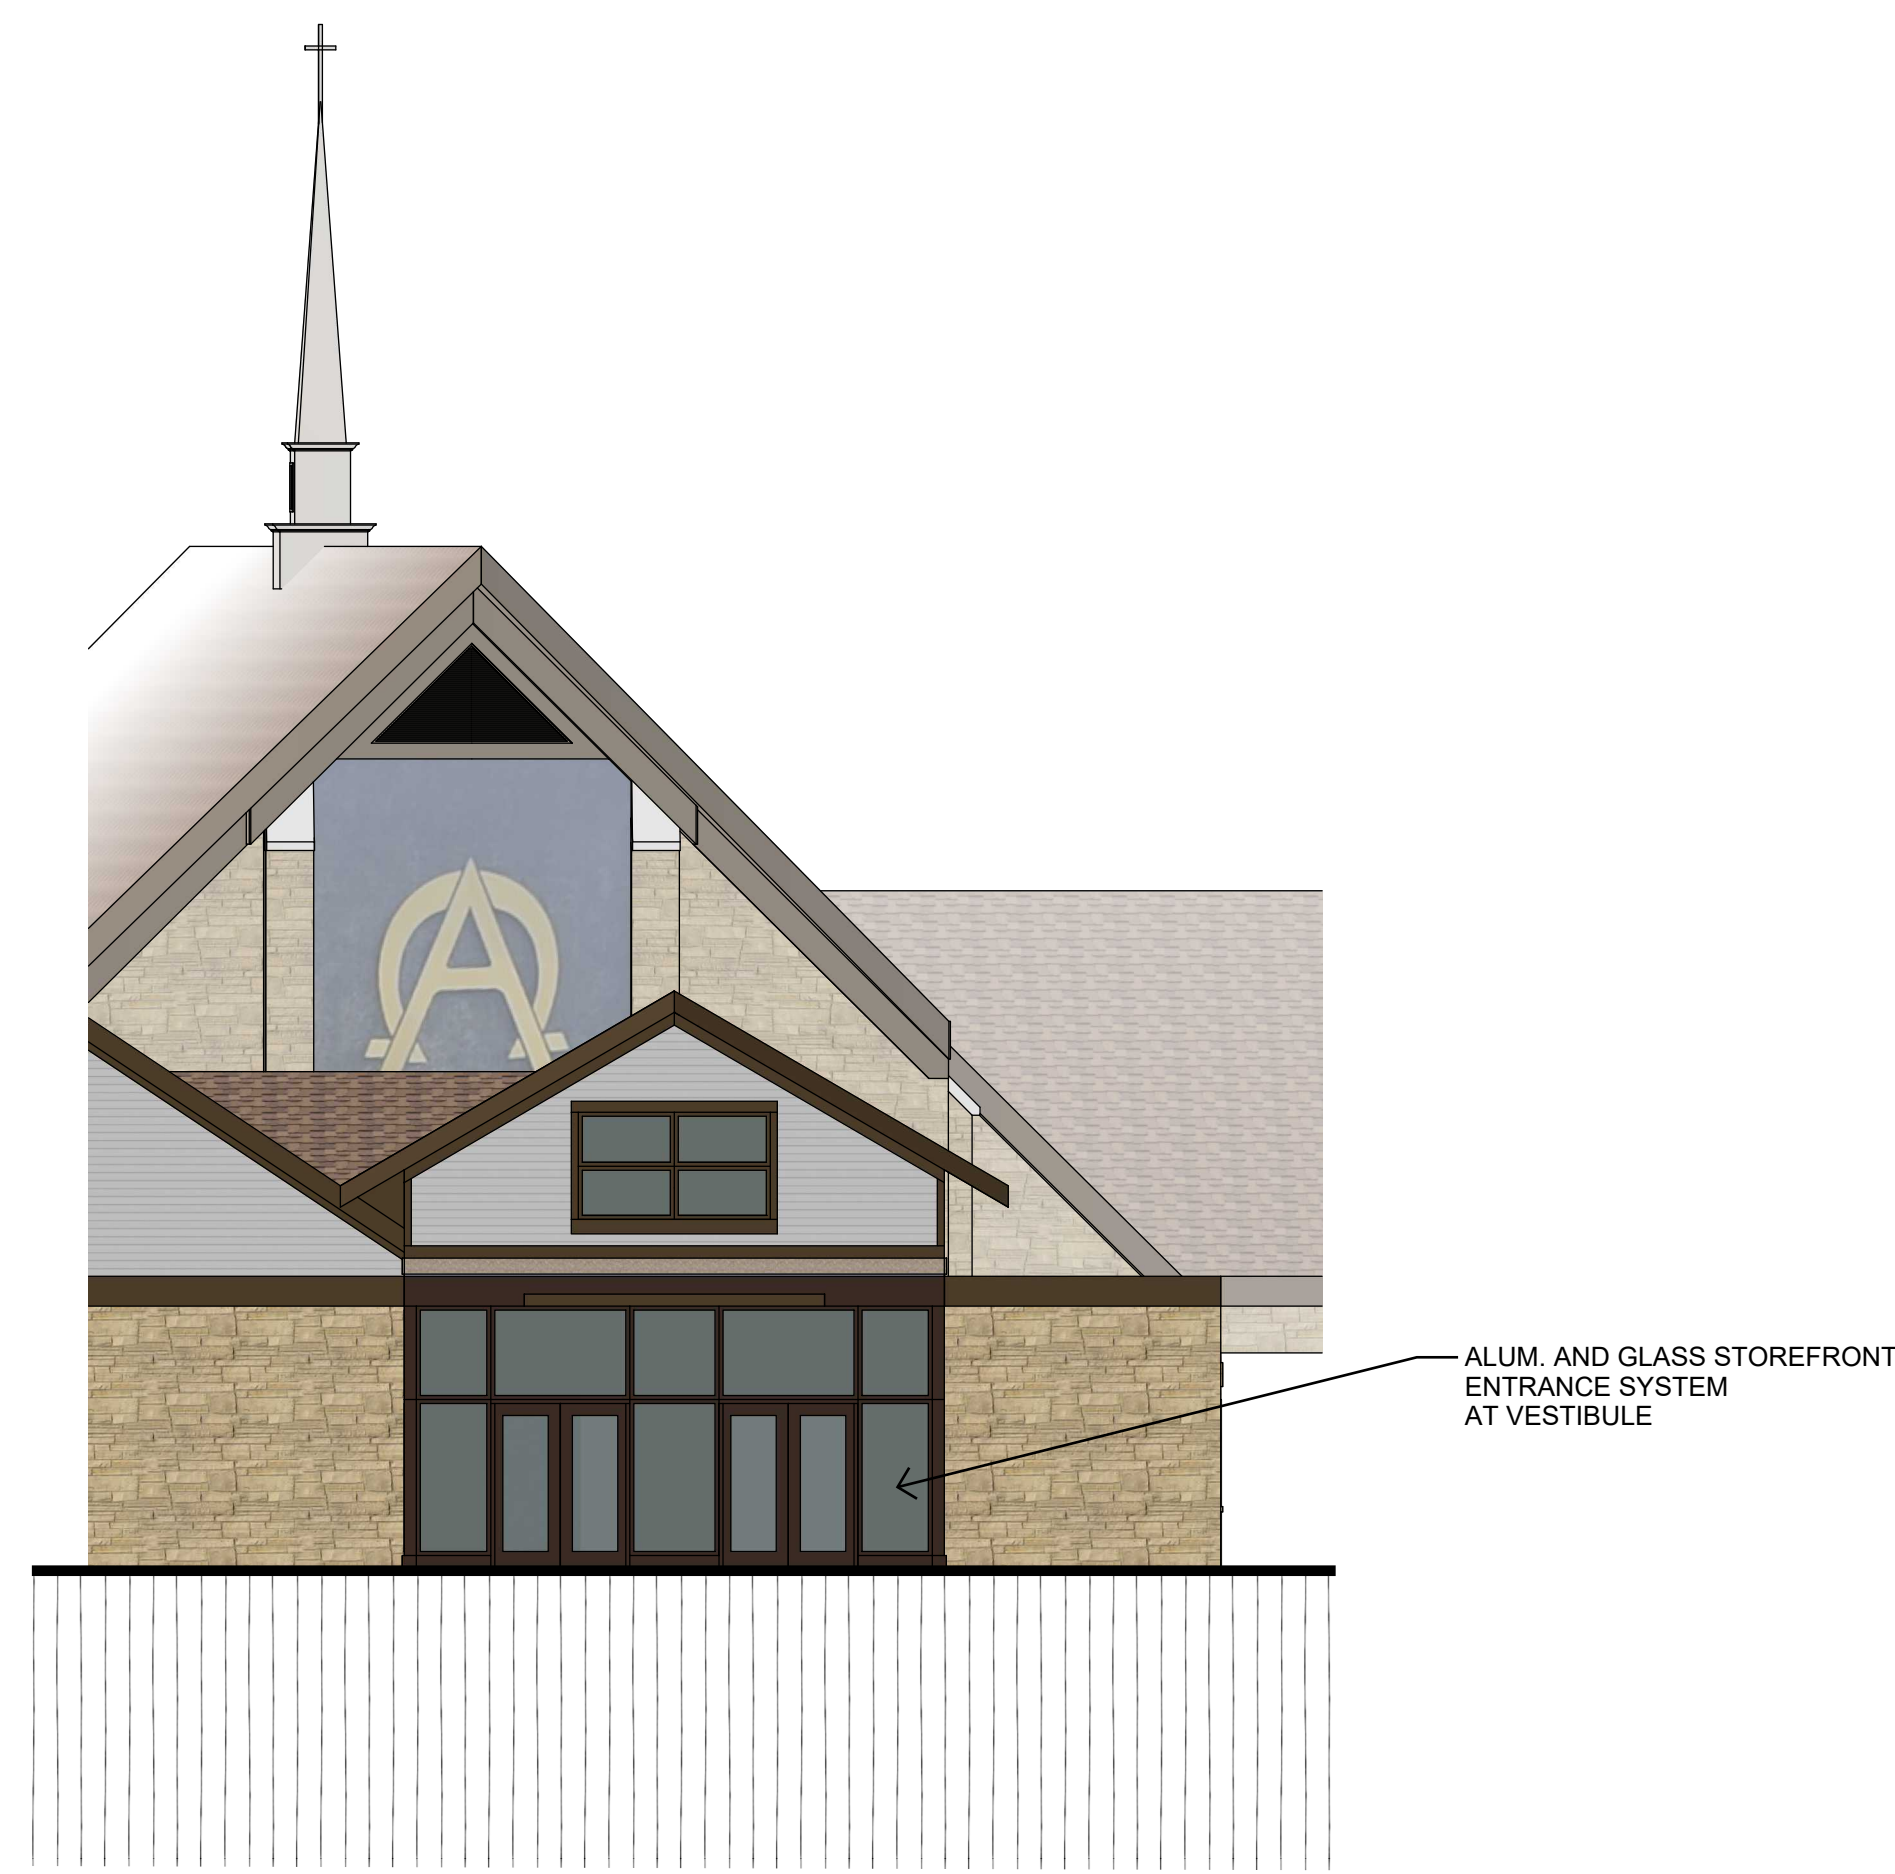 ALUM. AND GLASS STOREFRONT
ENTRANCE SYSTEM
AT VESTIBULE